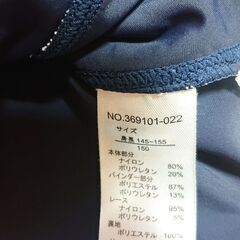 NO.369101-022
サイズ
身長 145-155
150
本体部分
ナイロン 80%
ポリウレタン 20%
バインダー部分
ポリエステル 87%
ポリウレタン 13%
レース
ナイロン 95%
ポリウレタン 5%
裏地
ポリエステル 100%